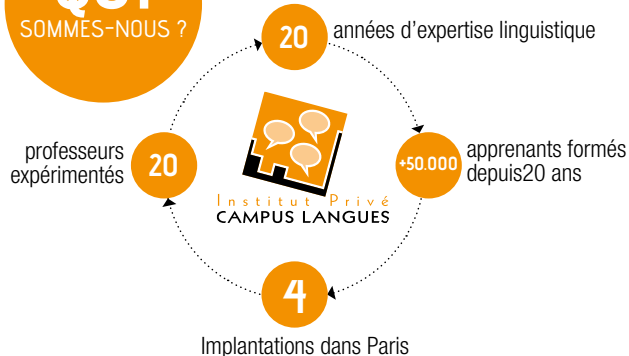 QUI
SOMMES-NOUS ?
20
années d'expertise linguistique
professeurs
expérimentés
20
+50.000
apprenants formés
depuis20 ans
Institut Privé
CAMPUS LANGUES
4
Implantations dans Paris